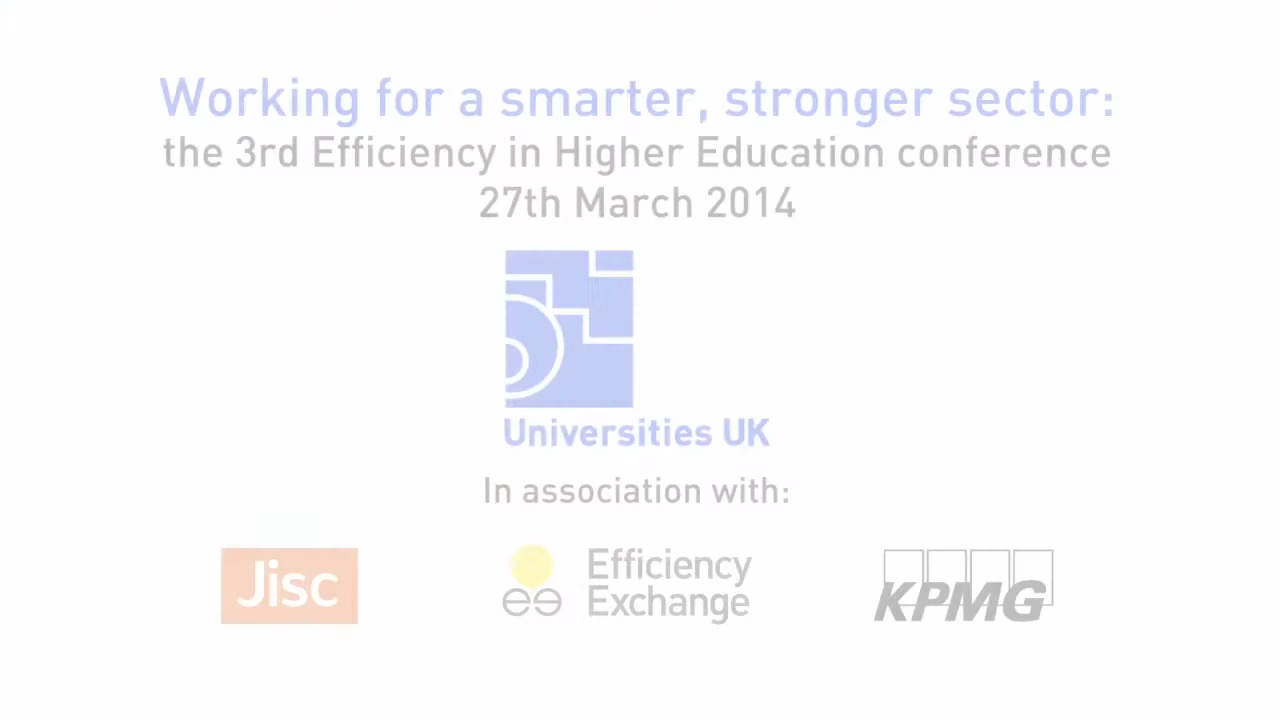 Working for a smarter, stronger sector:
the 3rd Efficiency in Higher Education conference
27th March 2014
Universities UK
In association with:
Jisc
ee
Efficiency
Exchange
KPMG